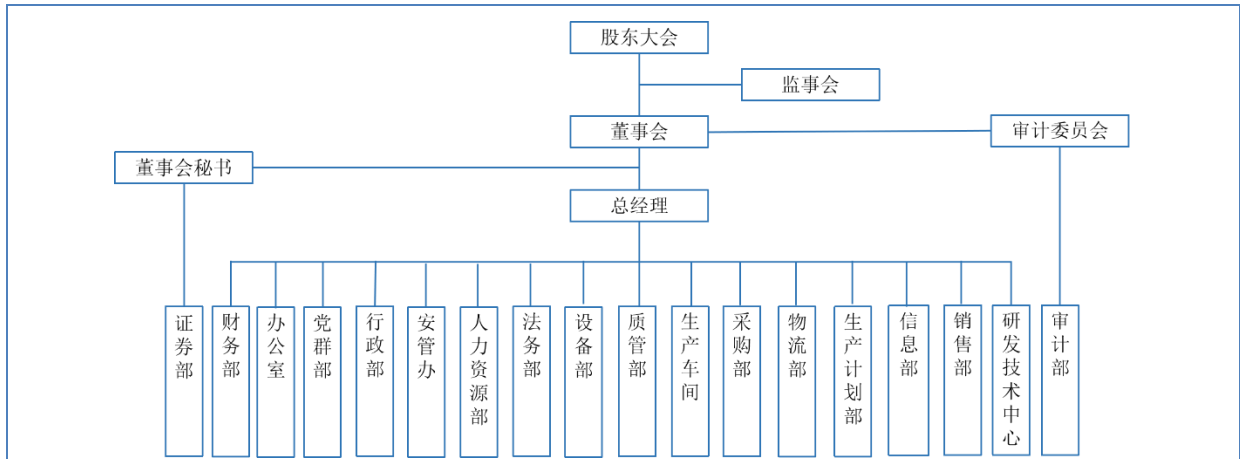 股东大会
监事会
董事会
审计委员会
董事会秘书
总经理
证券部
财务部
办公室
党群部
行政部
安管办
人力资源部
法务部
设备部
质管部
生产车间
采购部
物流部
生产计划部
信息部
销售部
研发技术中心
审计部